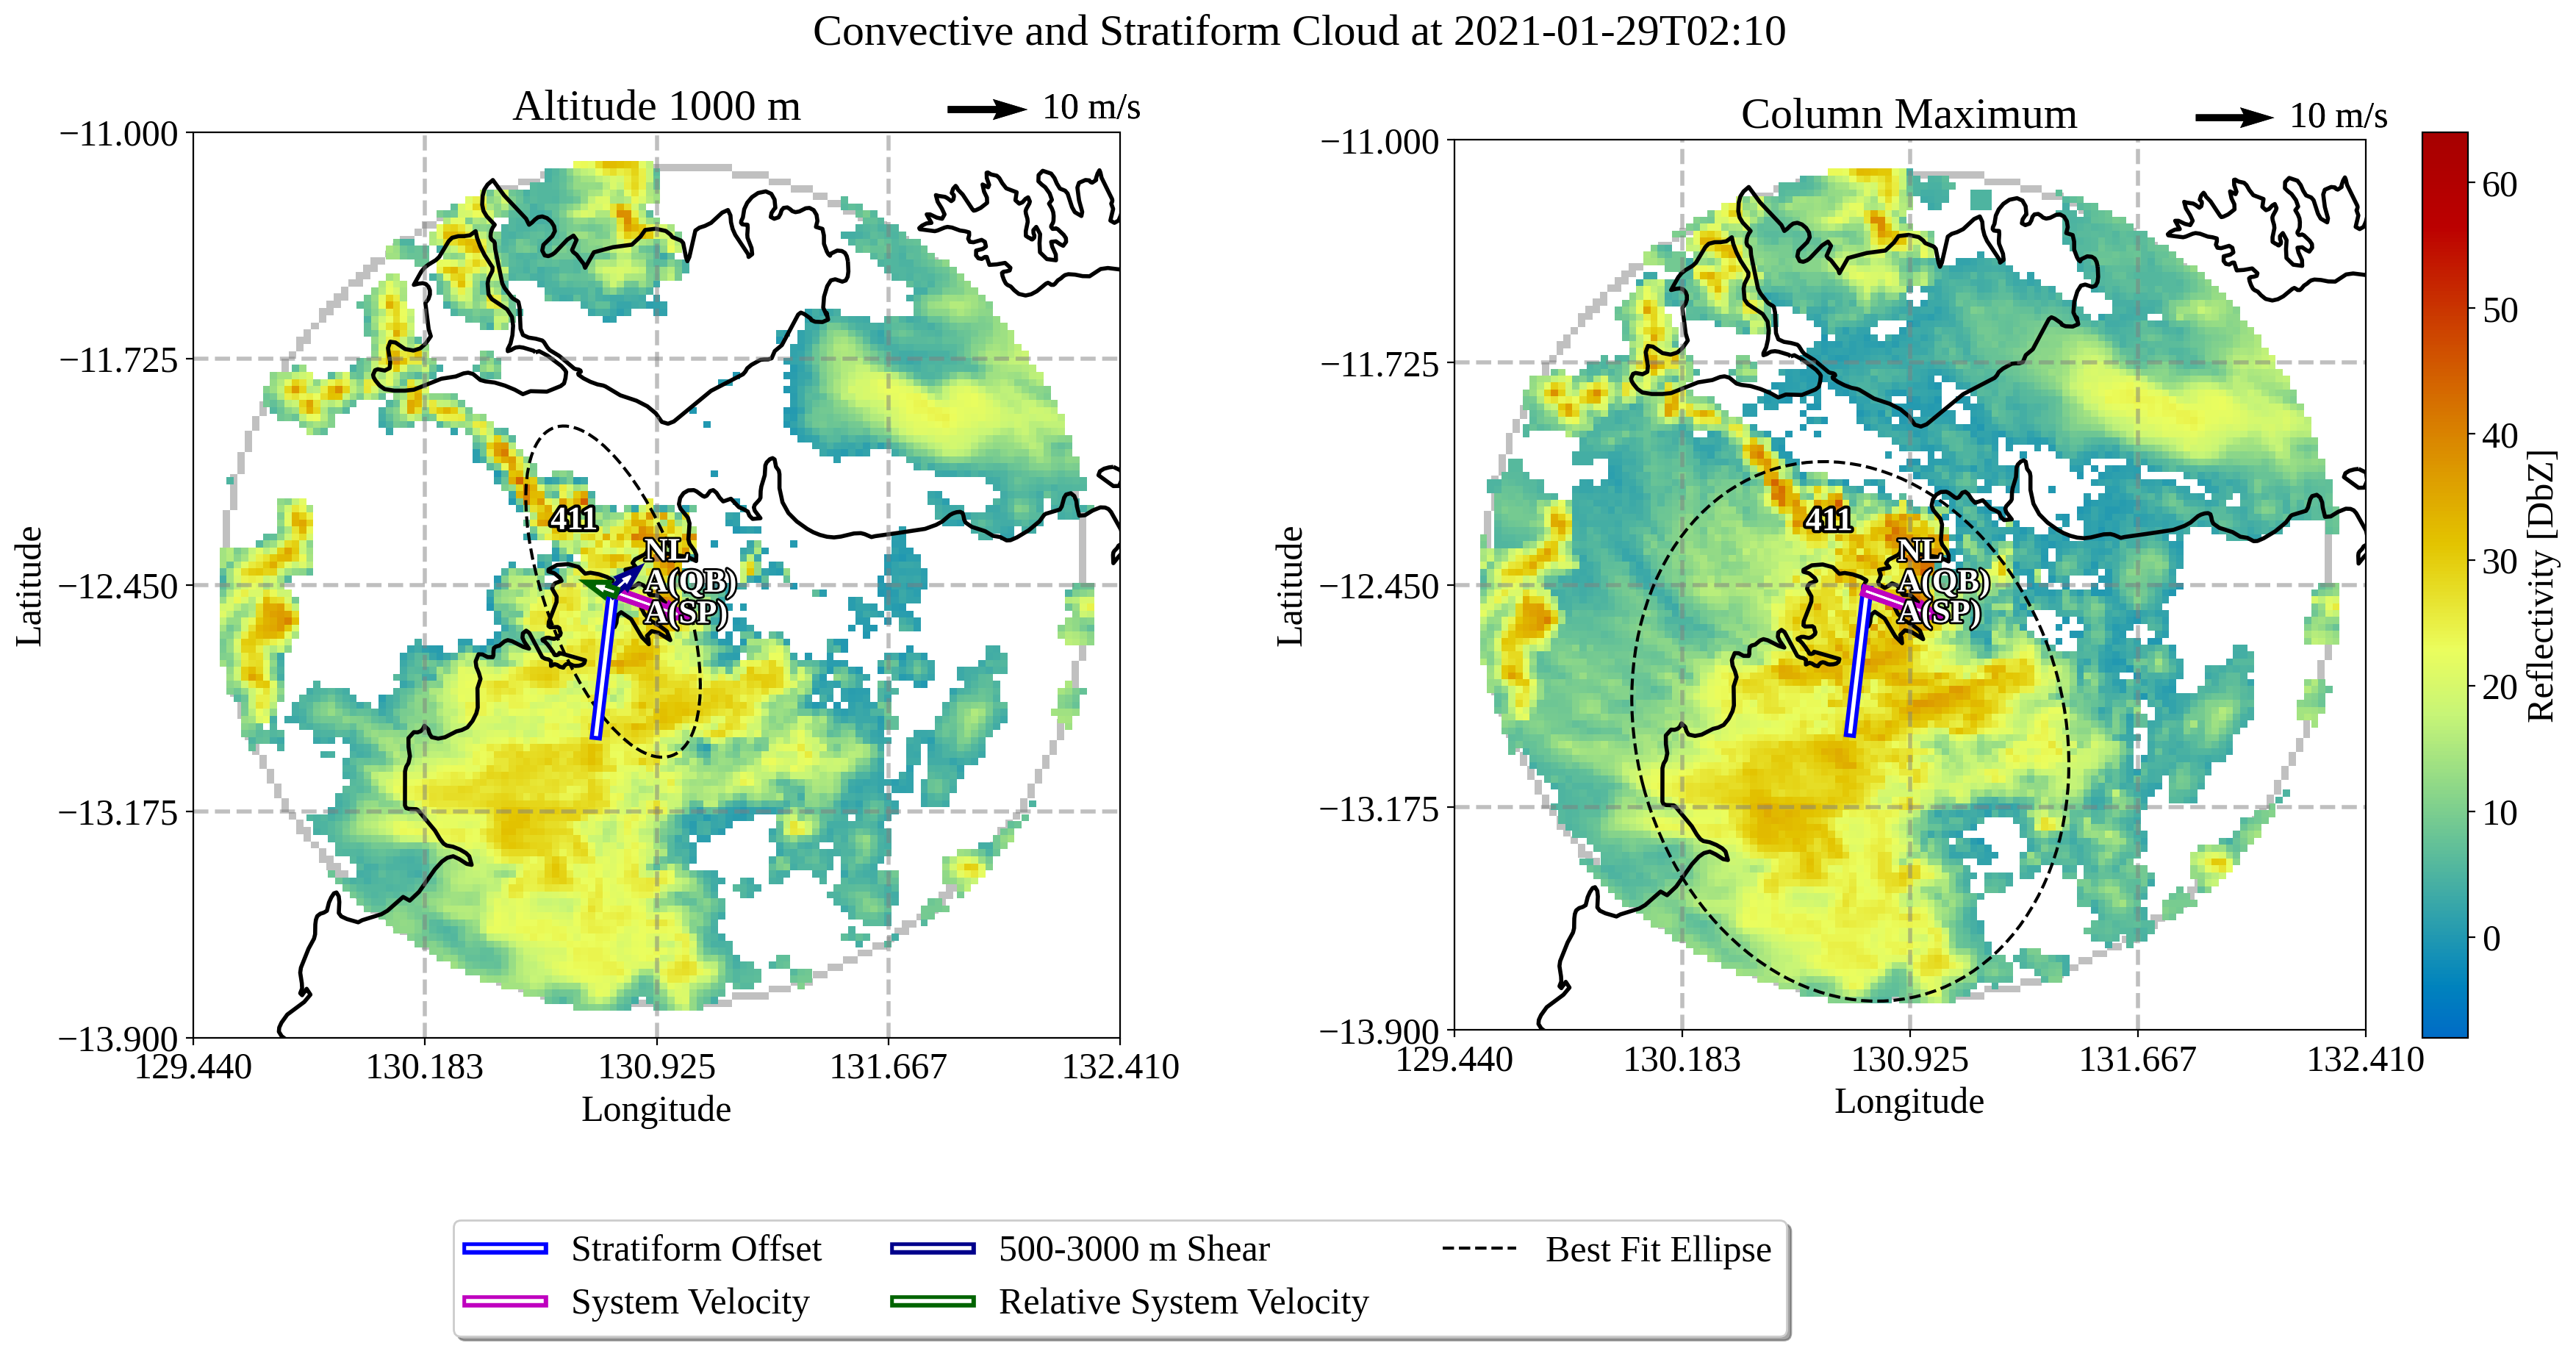 Convective and Stratiform Cloud at 2021-01-29T02:10
Altitude 1000 m
10 m/s
−11.000
−11.725
−12.450
−13.175
−13.900
Latitude
411
NL
A(QB)
A(SP)
129.440
130.183
130.925
131.667
132.410
Longitude
Column Maximum
10 m/s
−11.000
−11.725
−12.450
−13.175
−13.900
Latitude
411
NL
A(QB)
A(SP)
129.440
130.183
130.925
131.667
132.410
Longitude
60
50
40
30
20
10
0
Reflectivity [DbZ]
Stratiform Offset
500-3000 m Shear
Best Fit Ellipse
System Velocity
Relative System Velocity